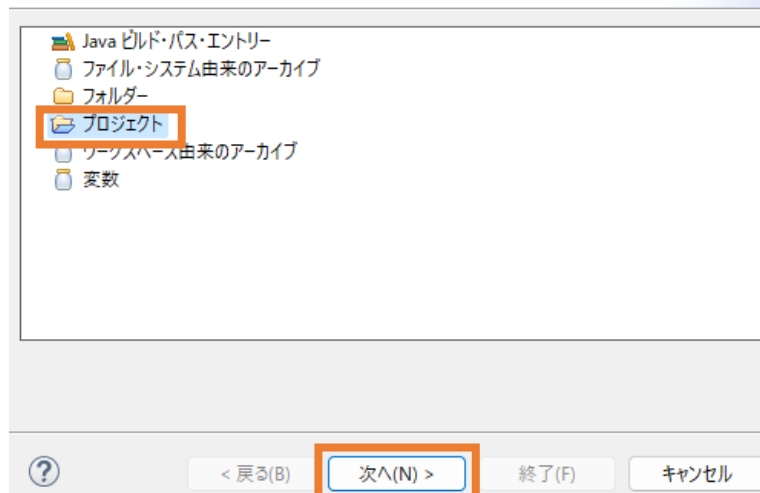 Java ビルド・パス・エントリー
ファイル・システム由来のアーカイブ
フォルダー
プロジェクト
ワークスペース由来のアーカイブ
変数
< 戻る(B) 次へ(N) > 終了(F) キャンセル